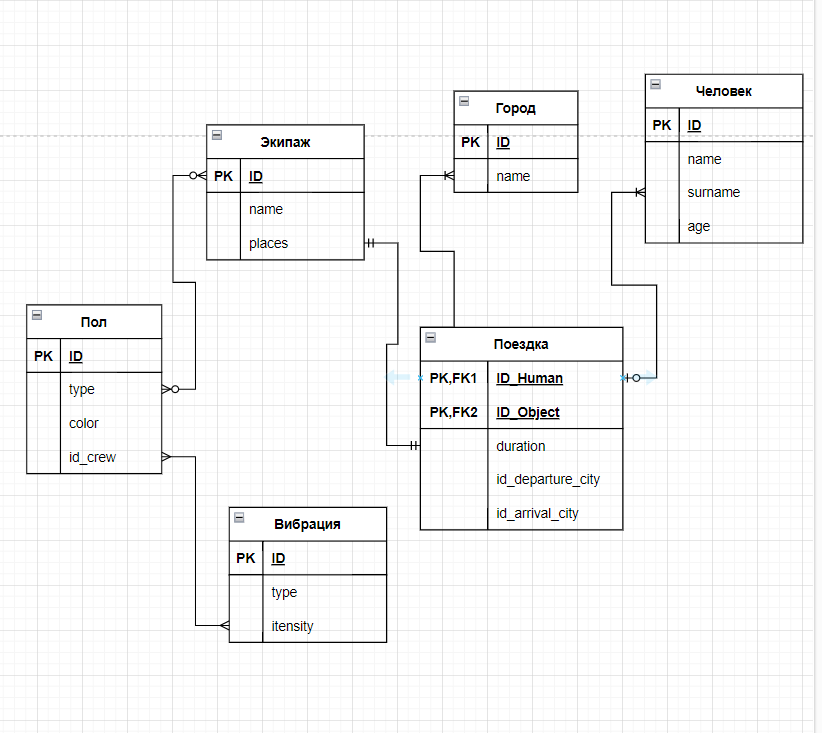 Человек
PK ID
name
surname
age
Город
PK ID
name
Экипаж
PK ID
name
places
Пол
PK ID
type
color
id_crew
Поездка
PK,FK1 ID_Human
PK,FK2 ID_Object
duration
id_departure_city
id_arrival_city
Вибрация
PK ID
type
itensity